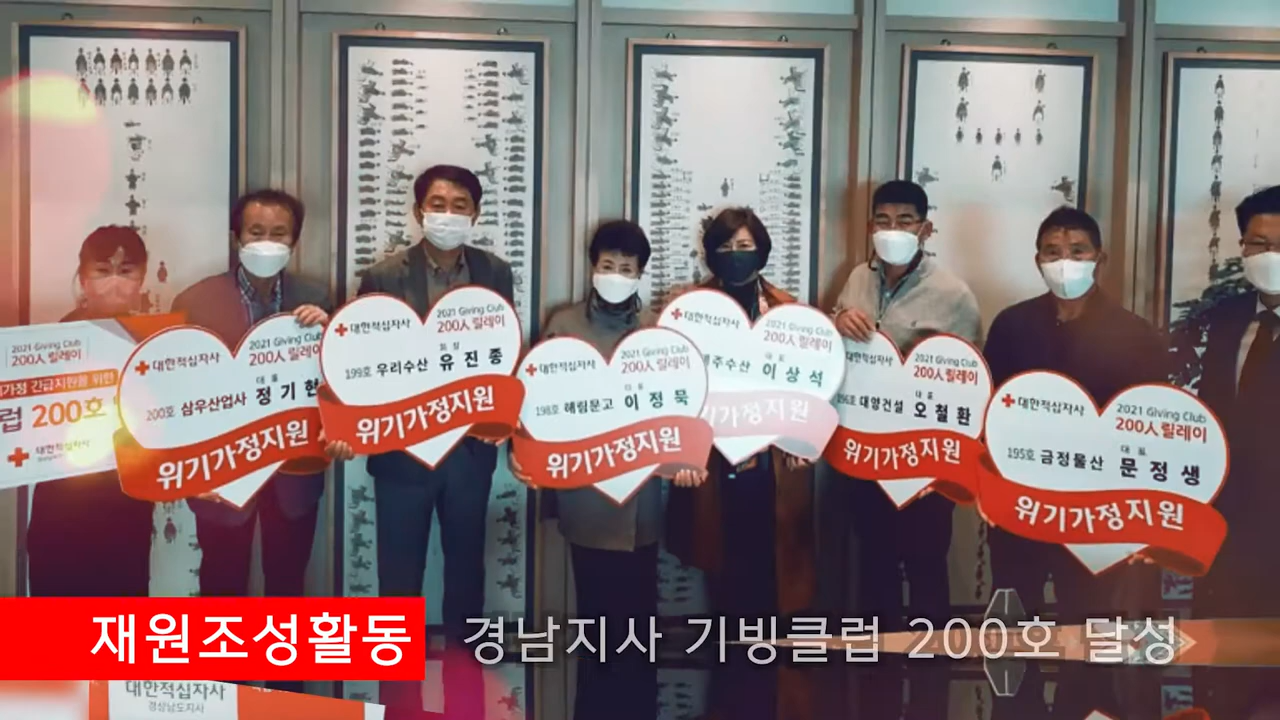 2021 Giving Club
200人 릴레이
가정 긴급지원을 위한
럽 200호
대한적십자사
대한적십자사
2021 Giving Club
200人 릴레이
200호 삼우산업사 대표 정기현
위기가정지원
대한적십자사
2021 Giving Club
200人 릴레이
199호 우리수산 유진종
위기가정지원
대한적십자사
2021 Giving Club
200人 릴레이
198호 해림문고 대표 이정묵
위기가정지원
대한적십자사
2021 Giving Club
200人 릴레이
주수산 대표 이상석
위기가정지원
대한적십자사
2021 Giving Club
200人 릴레이
196호 대영건설 대표 오철환
위기가정지원
대한적십자사
2021 Giving Club
200人 릴레이
195호 금정물산 대표 문정생
위기가정지원
재원조성활동 경남지사 기빙클럽 200호 달성
대한적십자사
경상남도지사